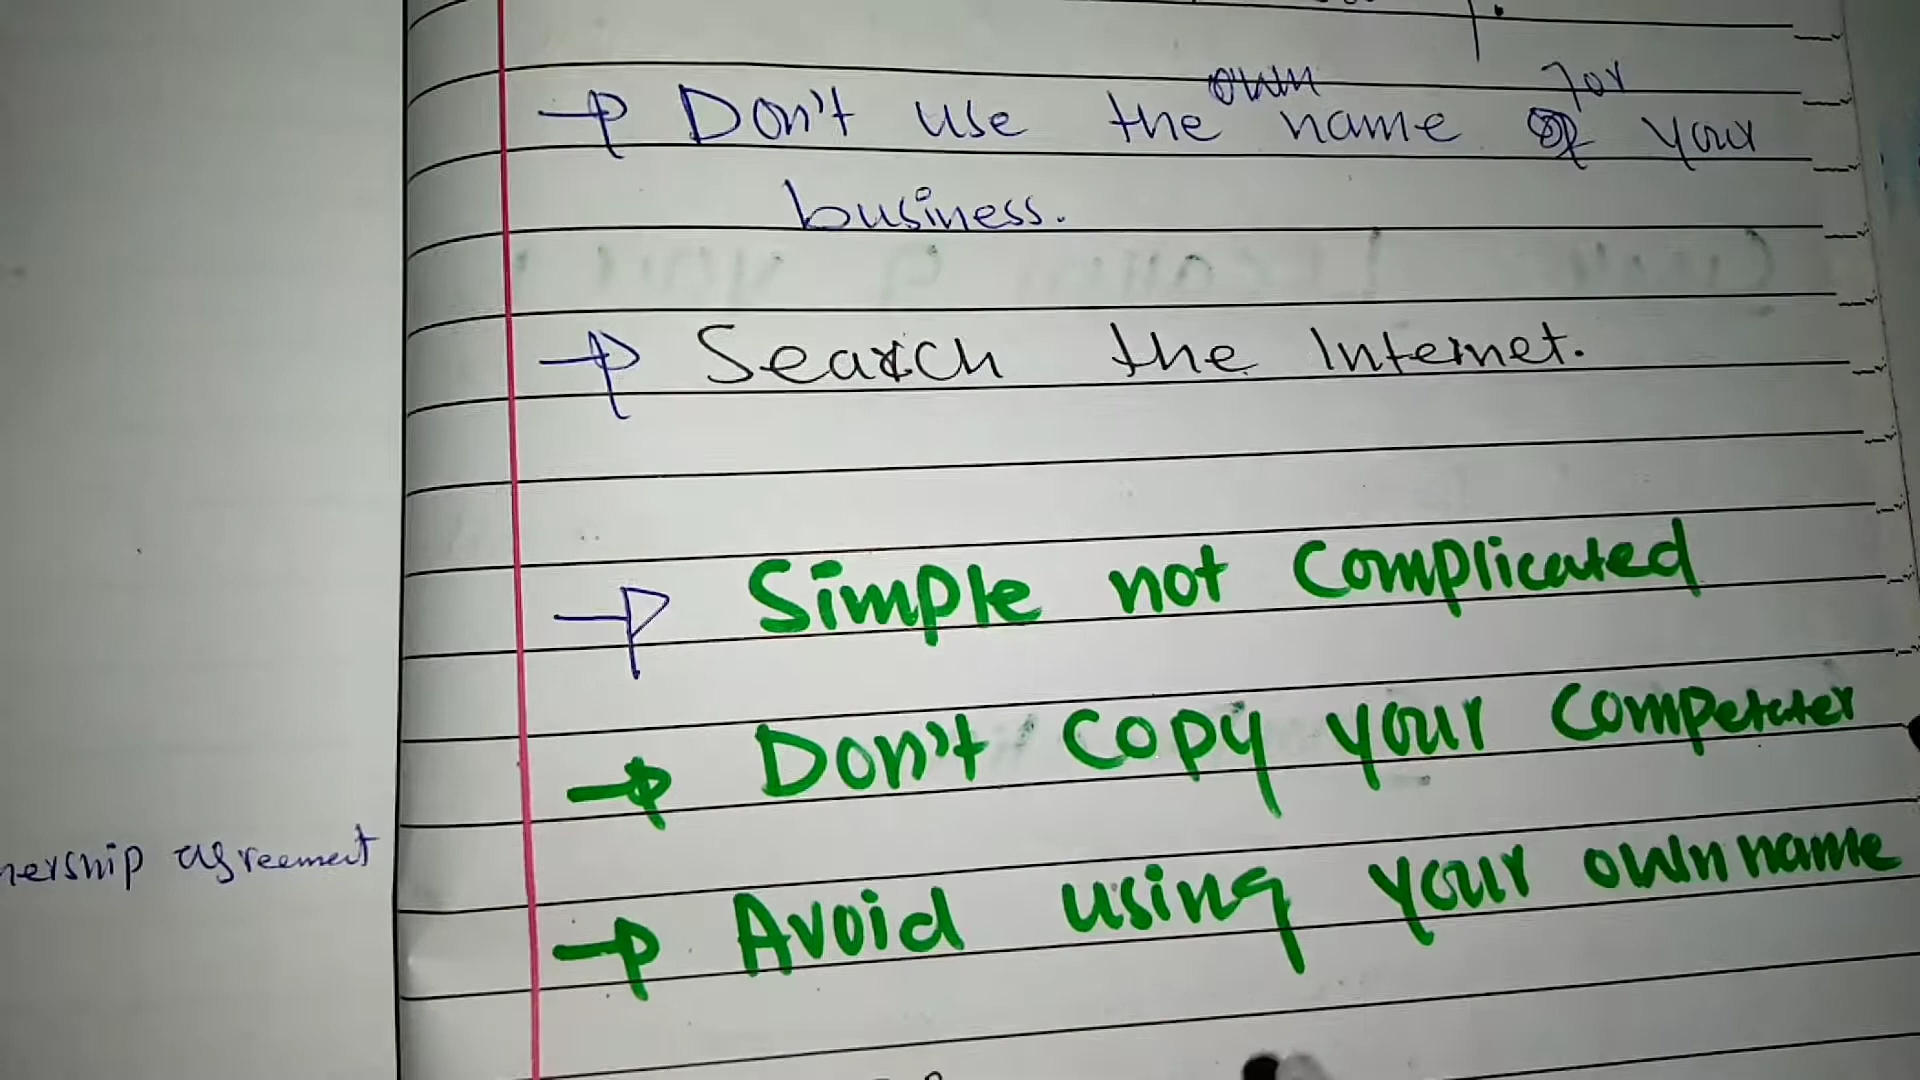 → Don't use the own name for your
business.
→ Search the Internet.
→ Simple not complicated
→ Don't copy your competeter
→ Avoid using your own name
agreement